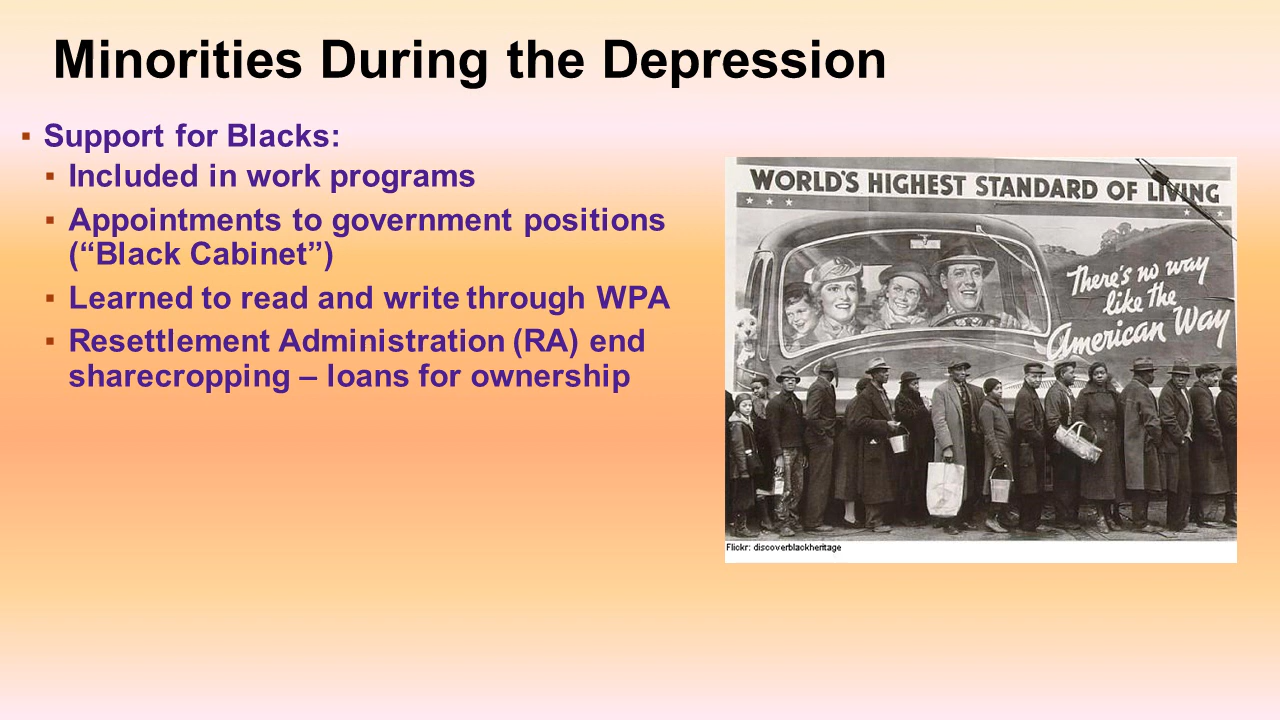 Minorities During the Depression
▪ Support for Blacks:
▪ Included in work programs
▪ Appointments to government positions
(“Black Cabinet”)
▪ Learned to read and write through WPA
▪ Resettlement Administration (RA) end
sharecropping – loans for ownership
WORLD'S HIGHEST STANDARD OF LIVING
There's no way
like the
American Way
Flickr: discoverblackheritage